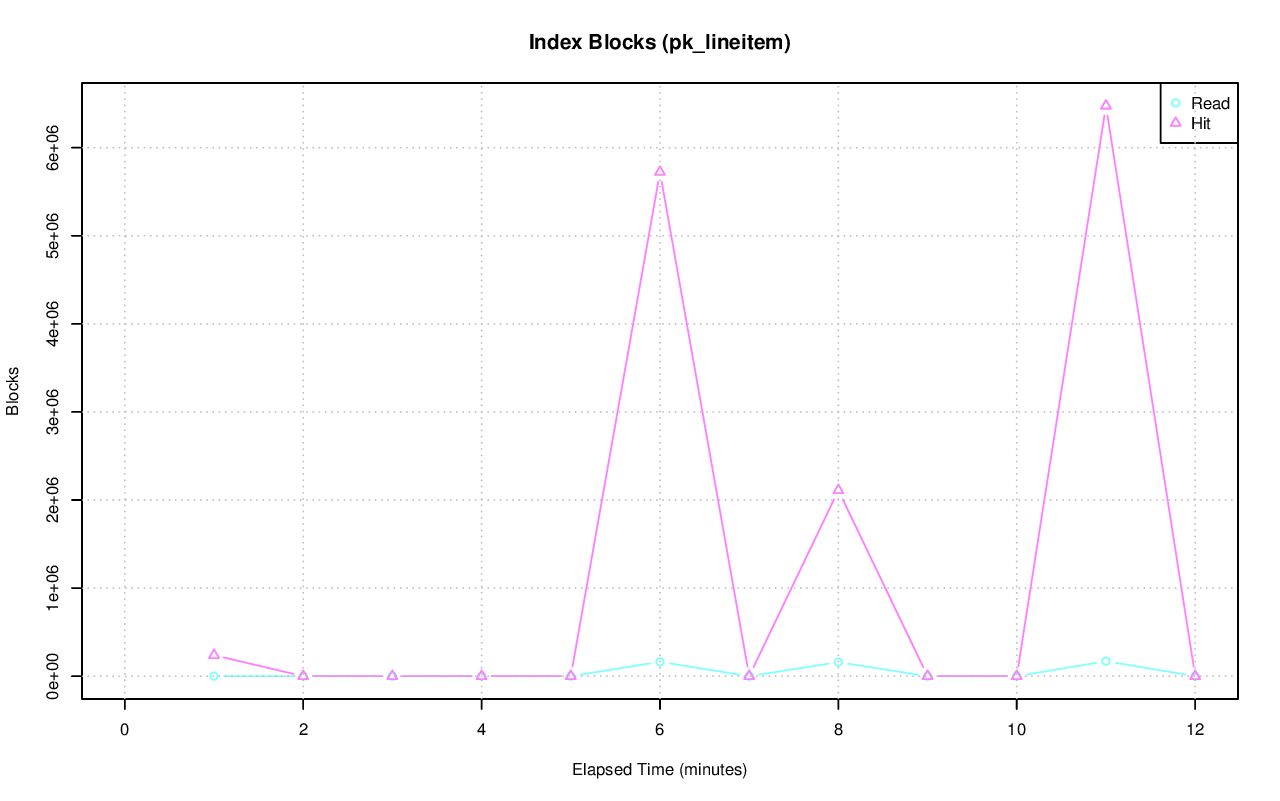 Index Blocks (pk_lineitem)
Read
Hit
Blocks
6e+06
5e+06
4e+06
3e+06
2e+06
1e+06
0e+00
0 2 4 6 8 10 12
Elapsed Time (minutes)